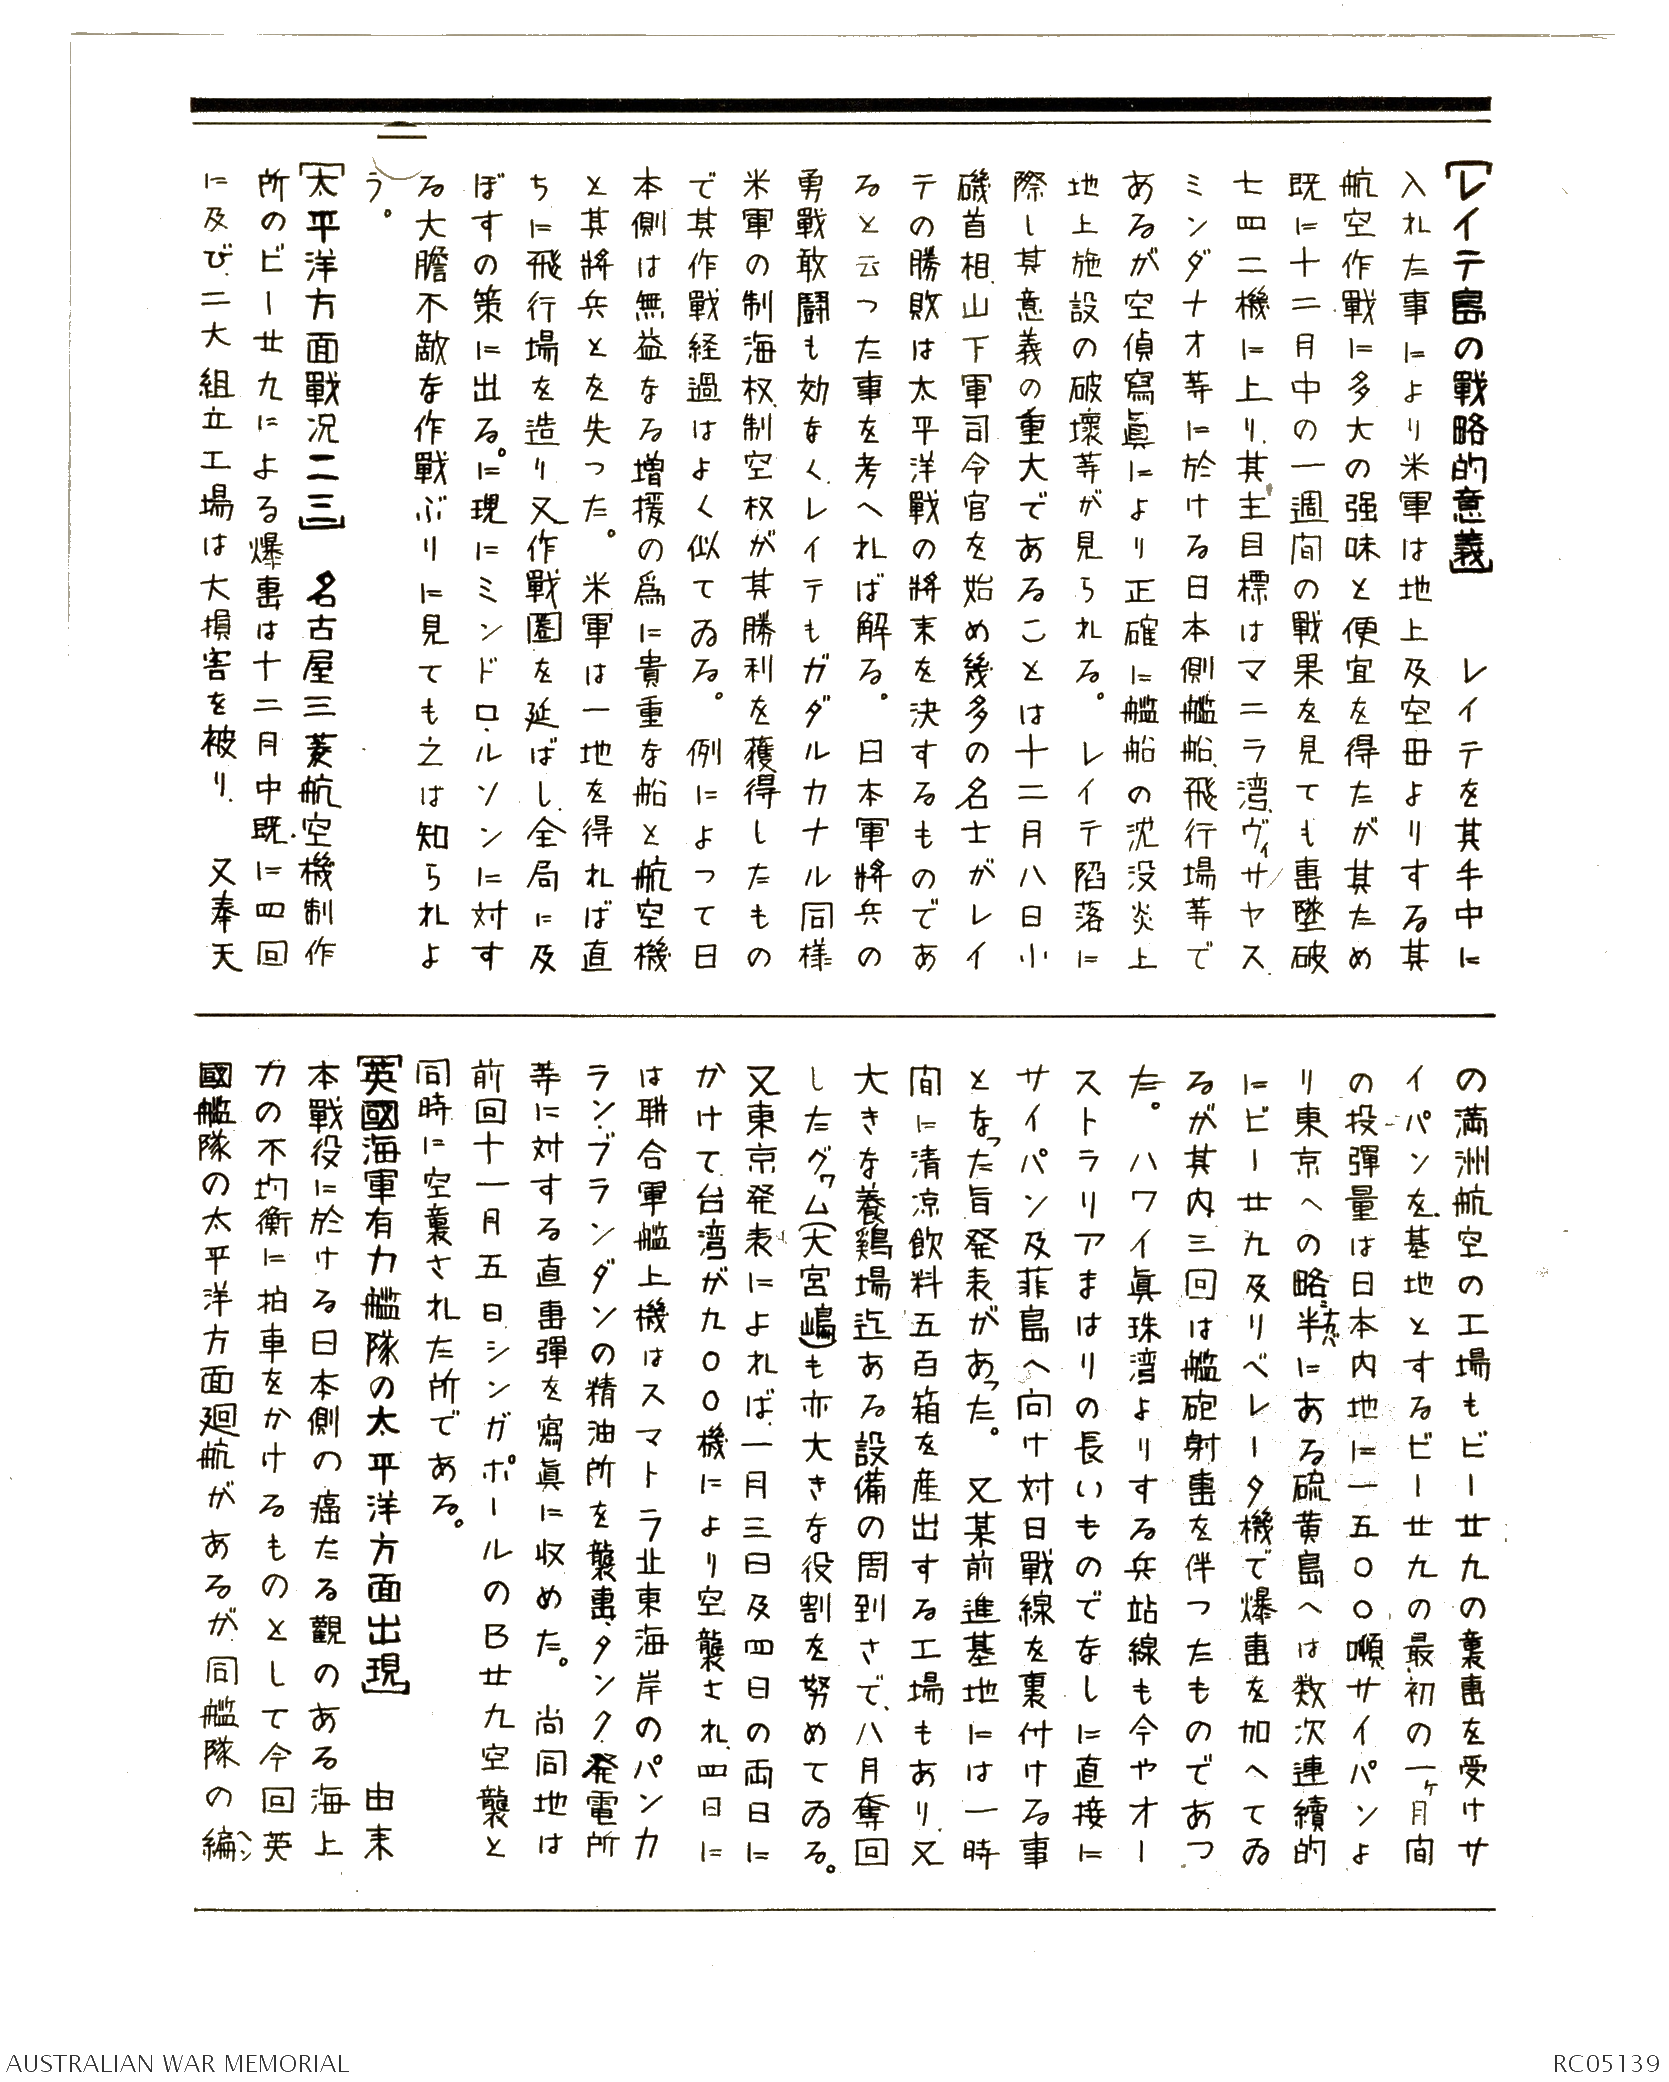 二
[レイテ島の戰略的意義]　レイテを其手中に
入れた事により米軍は地上及空母よりする其
航空作戰に多大の强味と便宜を得たが其ため
既に十二月中の一週间の戰果を見ても擊墜破
七四二機に上り、其主目標はマニラ湾、ヴィサヤス、
ミンダナオ等に於ける日本側艦船、飛行場等で
あるが空偵寫眞により正確に艦船の沈没炎上
地上施設の破壞等が見られる。レイテ陷落に
際し其意義の重大であることは十二月八日小
磯首相、山下軍司令官を始め幾多の名士がレイ
テの勝敗は太平洋戰の將来を決するものであ
ると云つた事を考へれば解る。日本軍將兵の
勇戰敢闘も効なく、レイテもガダルカナル同様
米軍の制海权、制空权が其勝利を獲得したもの
で其作戰経過はよく似てゐる。例によつて日
本側は無益なる増援の爲に貴重な船と航空機
と其將兵とを失つた。米軍は一地を得れば直
ちに飛行場を造り又作戰圏を延ばし、全局に及
ぼすの策に出る。に現にミンドロ、ルソンに対す
る大膽不敵な作戰ぶりに見ても之は知られよ
う。
[太平洋方面戰況二三]　名古屋三菱航空機制作
所のビー廿九による爆擊は十二月中既に四回
に及び、二大組立工場は大損害を被り、又奉天
の満洲航空の工場もビー廿九の襲擊を受けサ
イパンを基地とするビー廿九の最初の一ヶ月间
の投彈量は日本内地に一五〇〇噸サイパンよ
り東京への略半ナカバにある硫黄島へは数次連續的
にビー廿九及リベレータ機で爆擊を加へてゐ
るが其内三回は艦砲射擊を伴つたものであつ
た。ハワイ眞珠湾よりする兵站線も今やオー
ストラリアまはりの長いものでなしに直接に
サイパン及菲島へ向け対日戰線を裏付ける事
となつた旨発表があつた。又某前進基地には一時
间に清凉飲料五百箱を産出する工場もあり、又
大きな養鶏場迄ある設備の周到さで、八月奪回
したグヮム(大宮嶋)も亦大きな役割を努めてゐる。
又東京発表によれば、一月三日及四日の両日に
かけて、台湾が九〇〇機により空襲され、四日に
は聨合軍艦上機はスマトラ北東海岸のパンカ
ラン、ブランダンの精油所を襲擊、タンク、発電所
等に対する直擊彈を寫眞に収めた。尚同地は
前回十一月五日シンガポールのB廿九空襲と
同時に空襲された所である。
[英國海軍有力艦隊の太平洋方面出現]　由来
本戰役に於ける日本側の癌たる觀のある海上
力の不均衡に拍車をかけるものとして今回英
國艦隊の太平洋方面廻航があるが、同艦隊の編ヘン
AUSTRALIAN WAR MEMORIAL
RC05139